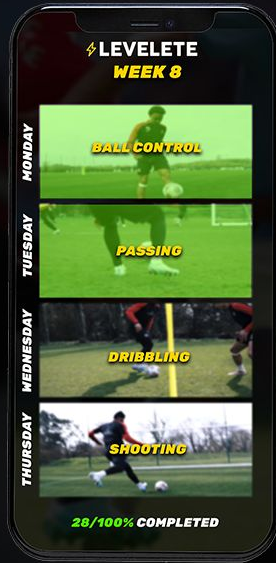 LEVELETE
WEEK 8
MONDAY
BALL CONTROL
TUESDAY
PASSING
WEDNESDAY
DRIBBLING
THURSDAY
SHOOTING
28/100% COMPLETED